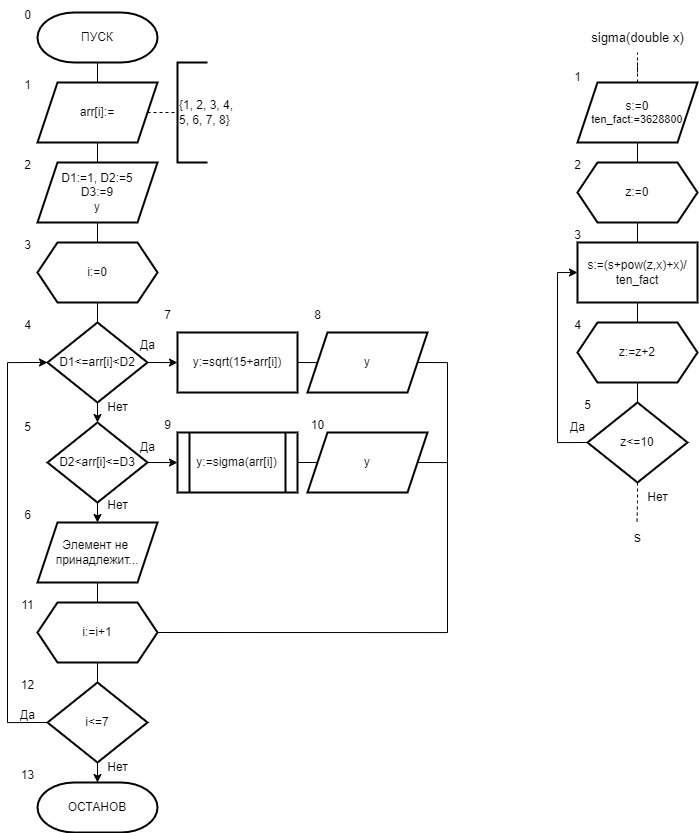 0
ПУСК
1
arr[i]:=
{1, 2, 3, 4,
5, 6, 7, 8}
2
D1:=1, D2:=5
D3:=9
y
3
i:=0
4
D1<=arr[i]<D2
Да
Нет
7
y:=sqrt(15+arr[i])
8
y
5
D2<arr[i]<=D3
Да
Нет
9
y:=sigma(arr[i])
10
y
6
Элемент не
принадлежит...
11
i:=i+1
12
i<=7
Да
Нет
13
ОСТАНОВ
sigma(double x)
1
s:=0
ten_fact:=3628800
2
z:=0
3
s:=(s+pow(z,x)+x)/
ten_fact
4
z:=z+2
5
z<=10
Да
Нет
s